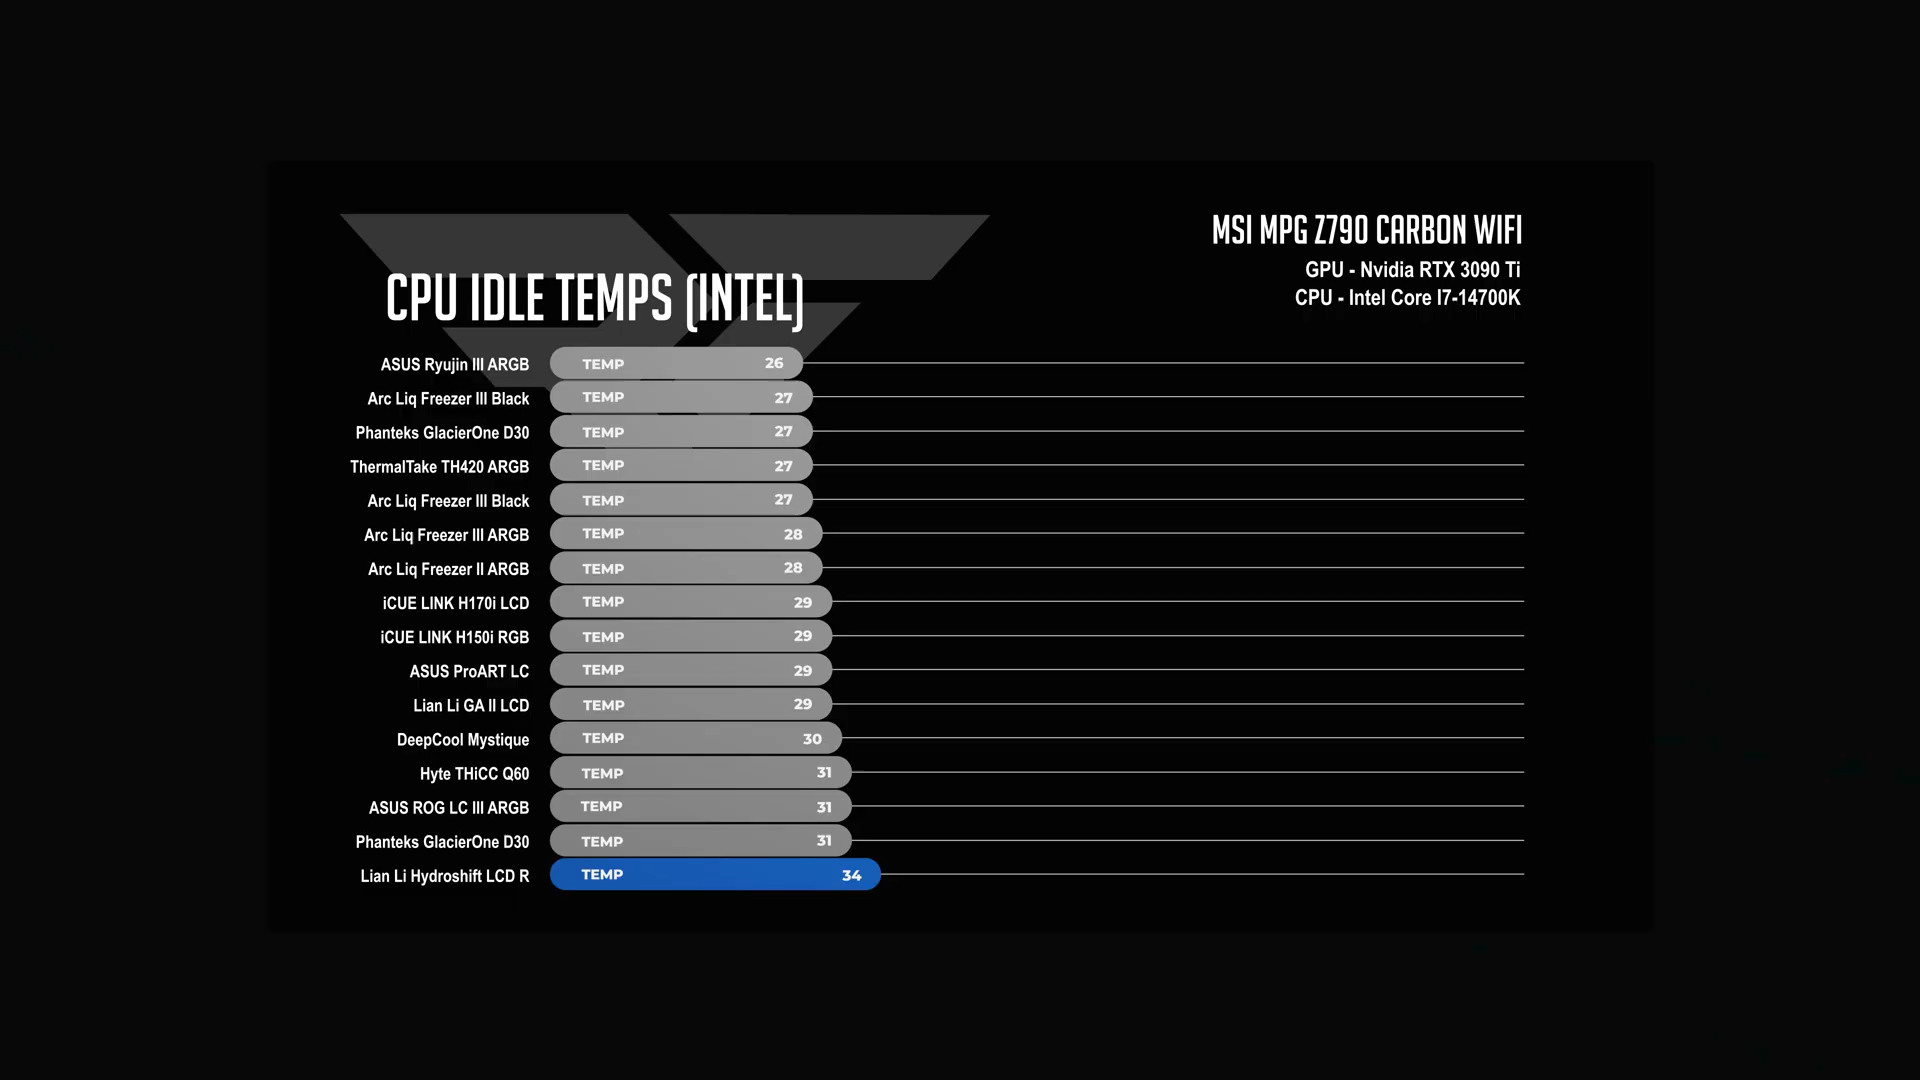 MSI MPG Z790 CARBON WIFI
GPU - Nvidia RTX 3090 Ti
CPU - Intel Core I7-14700K
CPU IDLE TEMPS (INTEL)
ASUS Ryujin III ARGB TEMP 26
Arc Liq Freezer III Black TEMP 27
Phanteks GlacierOne D30 TEMP 27
ThermalTake TH420 ARGB TEMP 27
Arc Liq Freezer III Black TEMP 27
Arc Liq Freezer III ARGB TEMP 28
Arc Liq Freezer II ARGB TEMP 28
iCUE LINK H170i LCD TEMP 29
iCUE LINK H150i RGB TEMP 29
ASUS ProART LC TEMP 29
Lian Li GA II LCD TEMP 29
DeepCool Mystique TEMP 30
Hyte THiCC Q60 TEMP 31
ASUS ROG LC III ARGB TEMP 31
Phanteks GlacierOne D30 TEMP 31
Lian Li Hydroshift LCD R TEMP 34